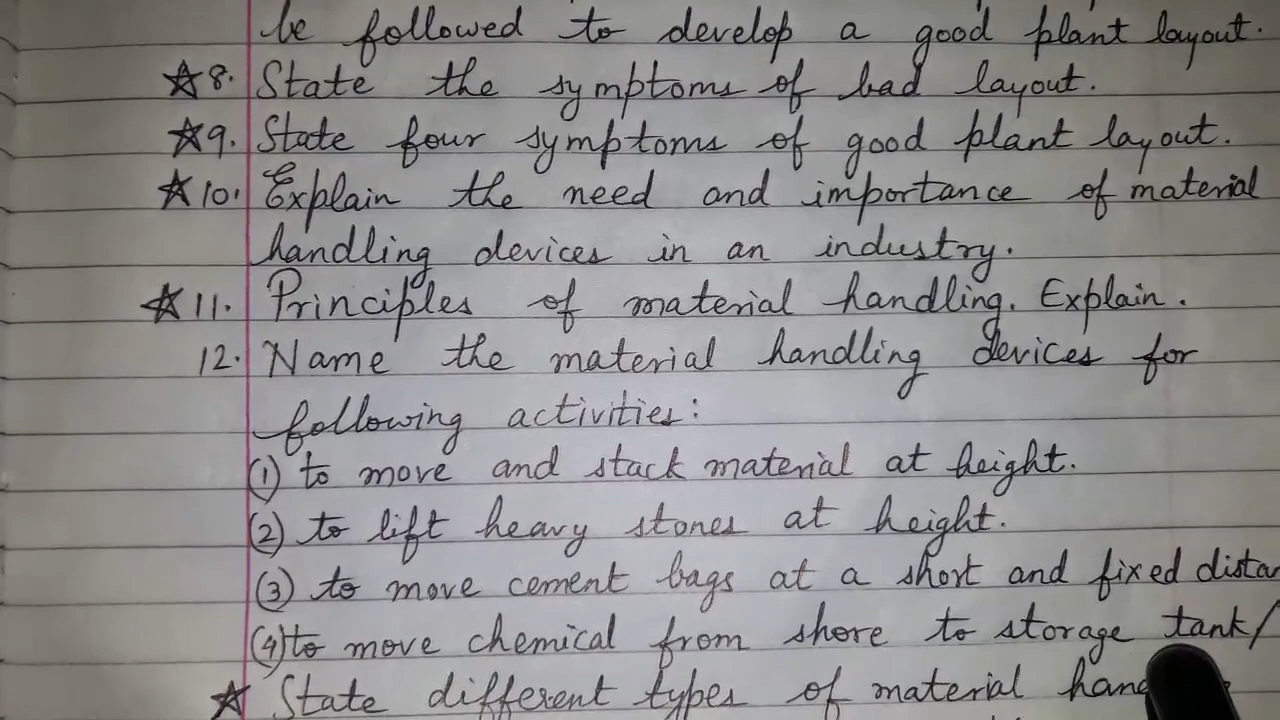 be followed to develop a good plant layout.
☆8. State the symptoms of bad layout.
☆9. State four symptoms of good plant layout.
☆10. Explain the need and importance of material
handling devices in an industry.
☆11. Principles of material handling. Explain.
12. Name the material handling devices for
following activities:
(1) to move and stack material at height.
(2) to lift heavy stones at height.
(3) to move cement bags at a short and fixed distan
(4) to move chemical from shore to storage tank/
☆ State different types of material hand